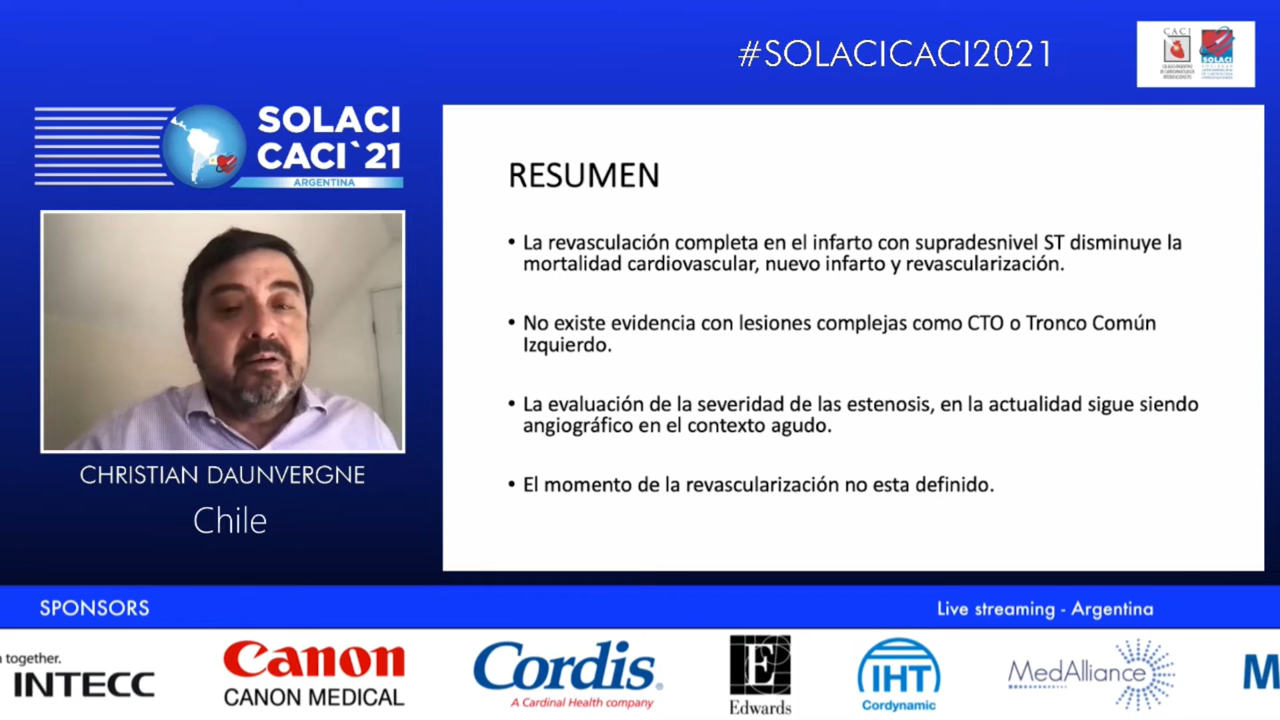 #SOLACICACI2021
CACI
SOLACI
SOLACI
CACI`21
ARGENTINA
RESUMEN
• La revasculación completa en el infarto con supradesnivel ST disminuye la
mortalidad cardiovascular, nuevo infarto y revascularización.
• No existe evidencia con lesiones complejas como CTO o Tronco Común
Izquierdo.
• La evaluación de la severidad de las estenosis, en la actualidad sigue siendo
angiográfico en el contexto agudo.
• El momento de la revascularización no esta definido.
CHRISTIAN DAUNVERGNE
Chile
SPONSORS
Live streaming - Argentina
together.
INTECC
Canon
CANON MEDICAL
Cordis®
A Cardinal Health company
E
Edwards
IHT
Cordynamic
MedAlliance
M